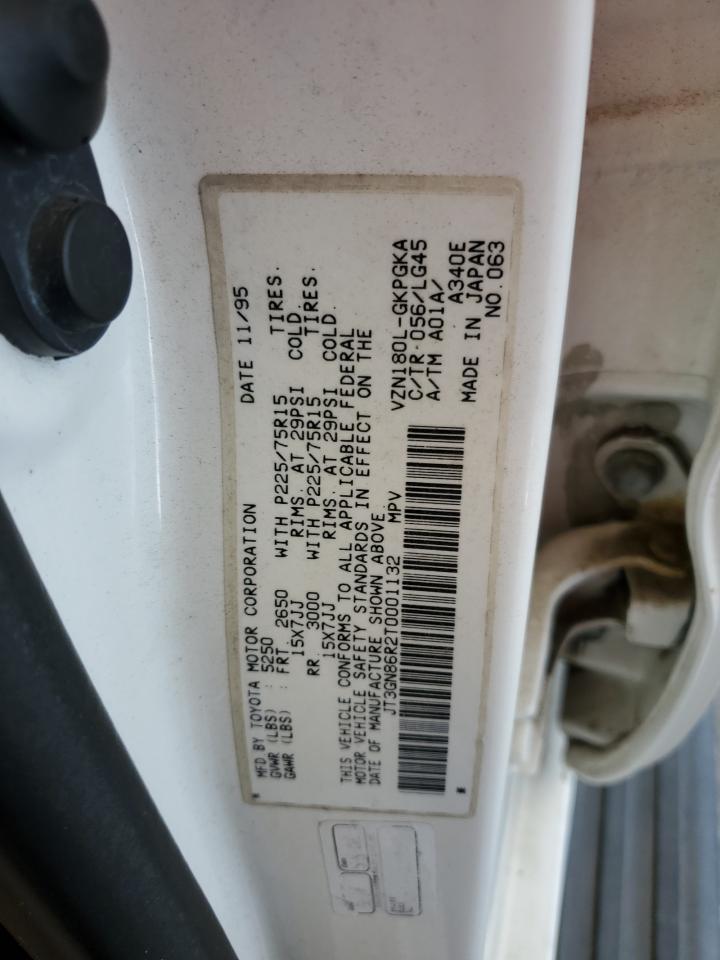 MFD BY TOYOTA MOTOR CORPORATION DATE 11/95
GVWR (LBS) : 5250
GAWR (LBS) : FRT. 2650 WITH P225/75R15 TIRES.
15X7JJ RIMS. AT 29PSI COLD
RR. 3000 WITH P225/75R15 TIRES.
15X7JJ RIMS. AT 29PSI COLD.
THIS VEHICLE CONFORMS TO ALL APPLICABLE FEDERAL
MOTOR VEHICLE SAFETY STANDARDS IN EFFECT ON THE
DATE OF MANUFACTURE SHOWN ABOVE.
JT3GN86R2T0001132 MPV
VZN180L-GKPGKA
C/TR 056/LG45
A/TM A01A/
A340E
MADE IN JAPAN
NO.063